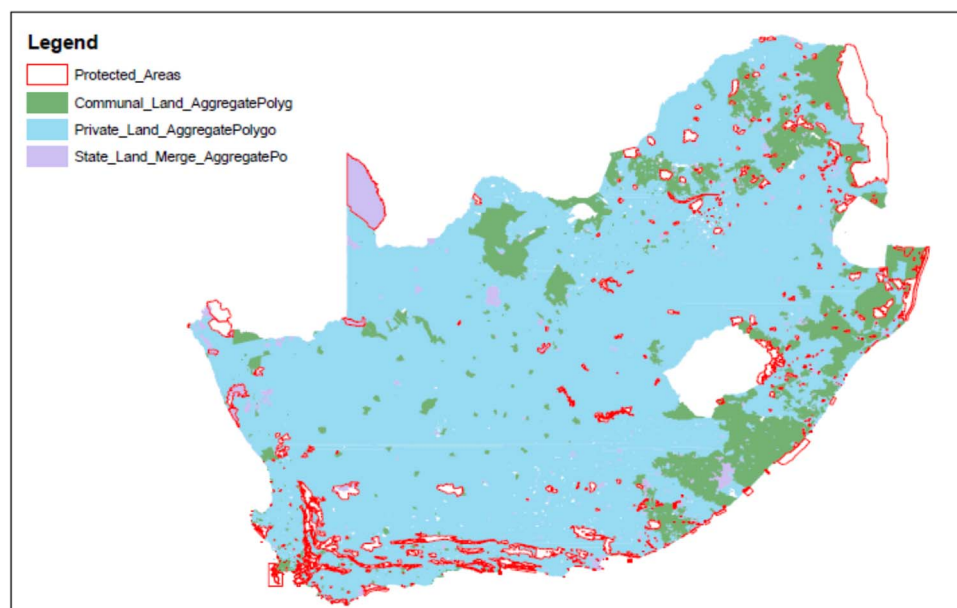 Legend
Protected_Areas
Communal_Land_AggregatePolyg
Private_Land_AggregatePolygo
State_Land_Merge_AggregatePo